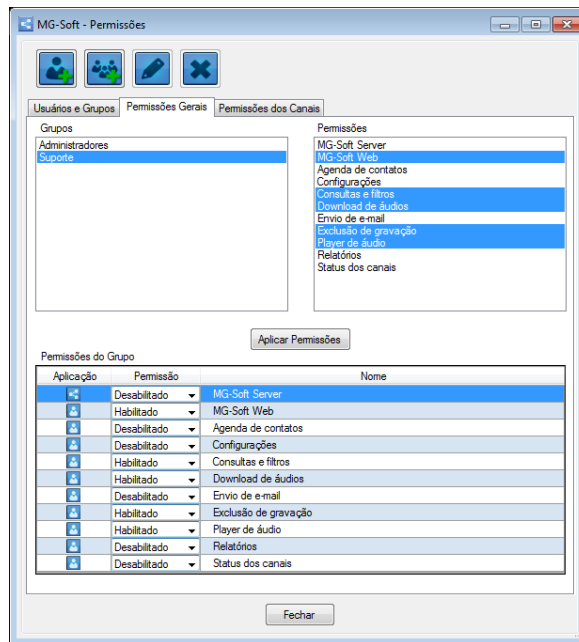 MG-Soft - Permissões
Usuários e Grupos Permissões Gerais Permissões dos Canais
Grupos
Administradores
Suporte
Permissões
MG-Soft Server
MG-Soft Web
Agenda de contatos
Configurações
Consultas e filtros
Download de áudios
Envio de e-mail
Exclusão de gravação
Player de áudio
Relatórios
Status dos canais
Aplicar Permissões
Permissões do Grupo
Aplicação Permissão Nome
Desabilitado MG-Soft Server
Habilitado MG-Soft Web
Desabilitado Agenda de contatos
Desabilitado Configurações
Habilitado Consultas e filtros
Habilitado Download de áudios
Desabilitado Envio de e-mail
Habilitado Exclusão de gravação
Habilitado Player de áudio
Desabilitado Relatórios
Desabilitado Status dos canais
Fechar